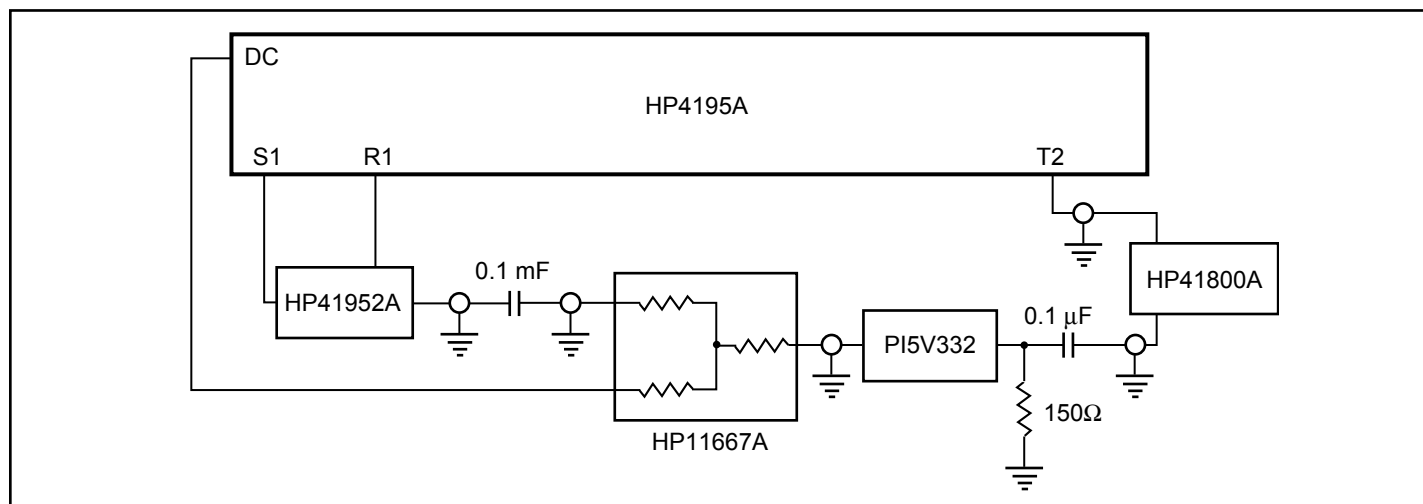 DC
HP4195A
S1
R1
T2
HP41952A
0.1 mF
HP11667A
PI5V332
0.1 μF
150Ω
HP41800A